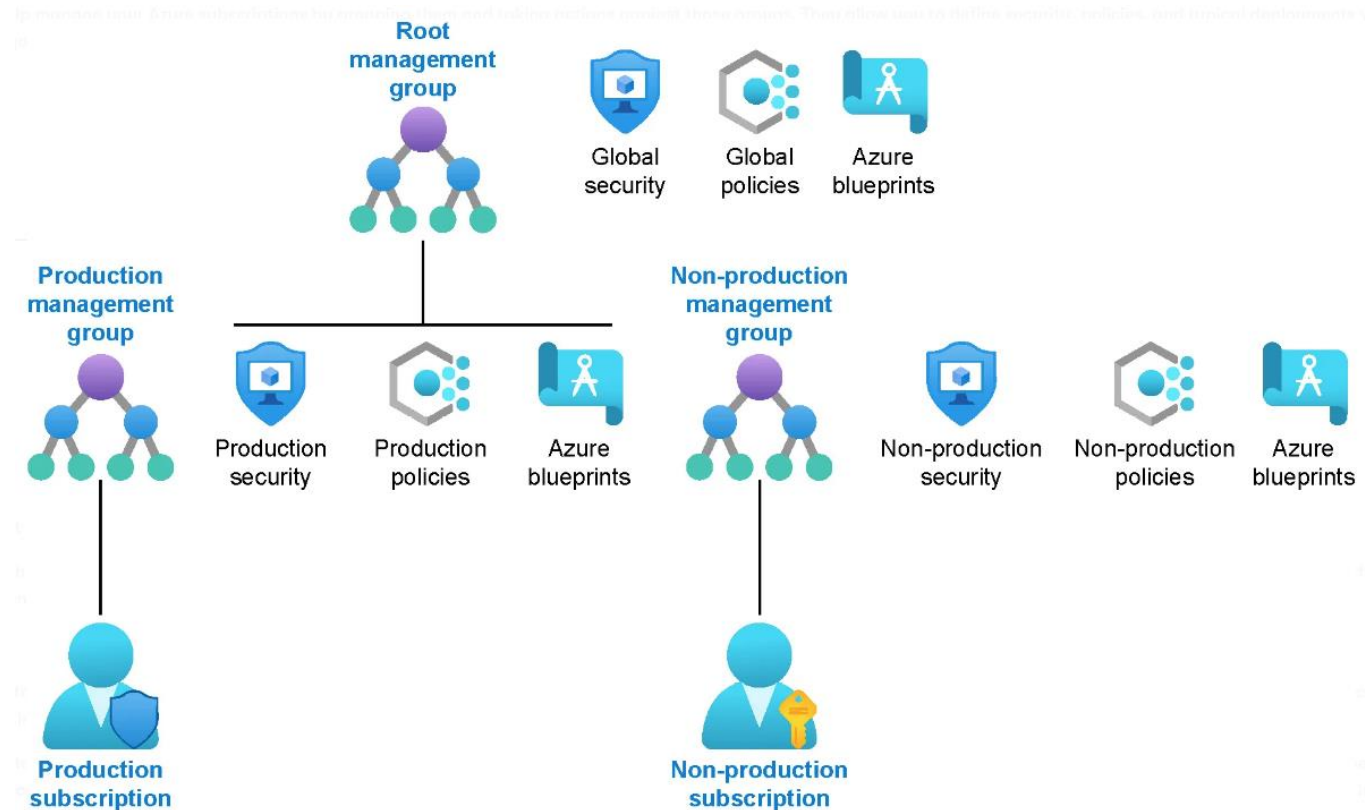 Root
management
group
Global
security
Global
policies
Azure
blueprints
Production
management
group
Non-production
management
group
Production
security
Production
policies
Azure
blueprints
Non-production
security
Non-production
policies
Azure
blueprints
Production
subscription
Non-production
subscription